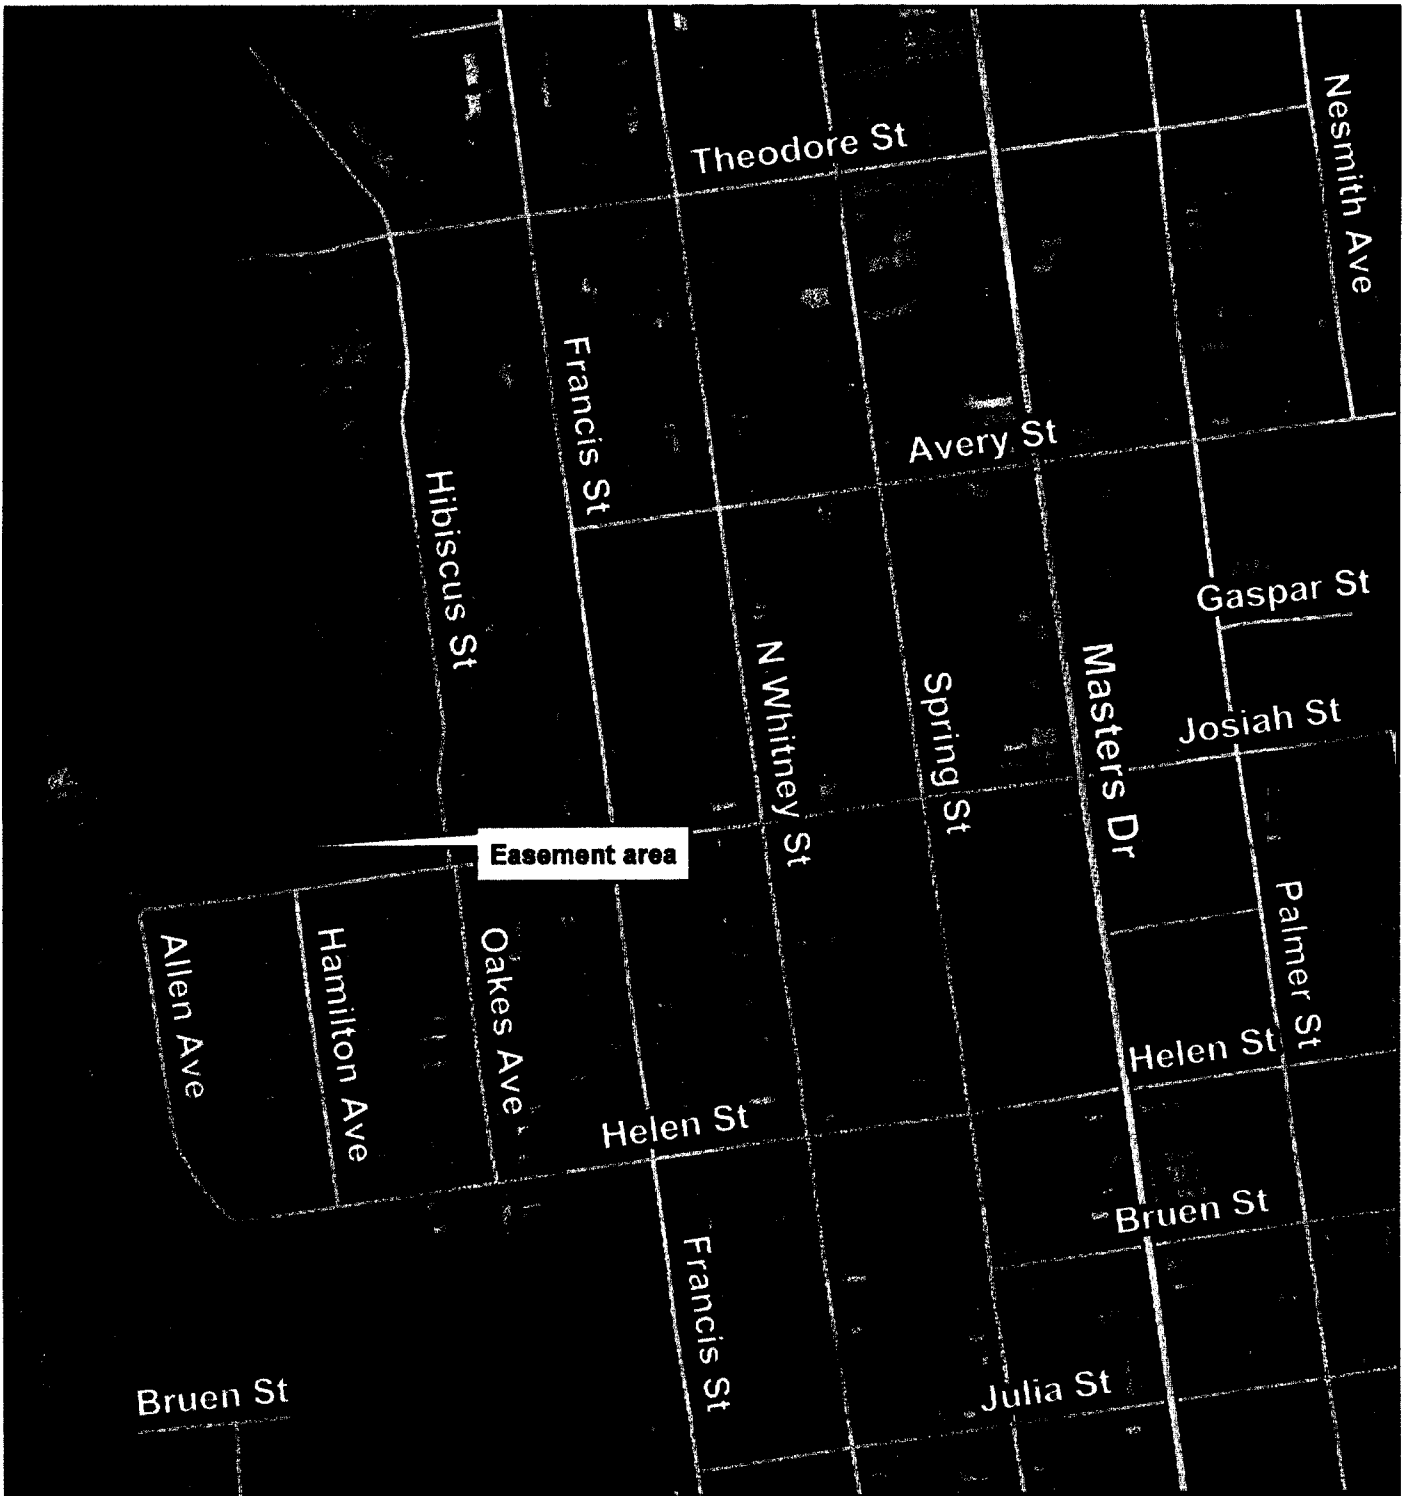 Theodore St
Nesmith Ave
Francis St
Avery St
Hibiscus St
Gaspar St
N Whitney St
Spring St
Masters Dr
Josiah St
Easement area
Allen Ave
Hamilton Ave
Oakes Ave
Palmer St
Helen St
Helen St
Bruen St
Francis St
Bruen St
Julia St